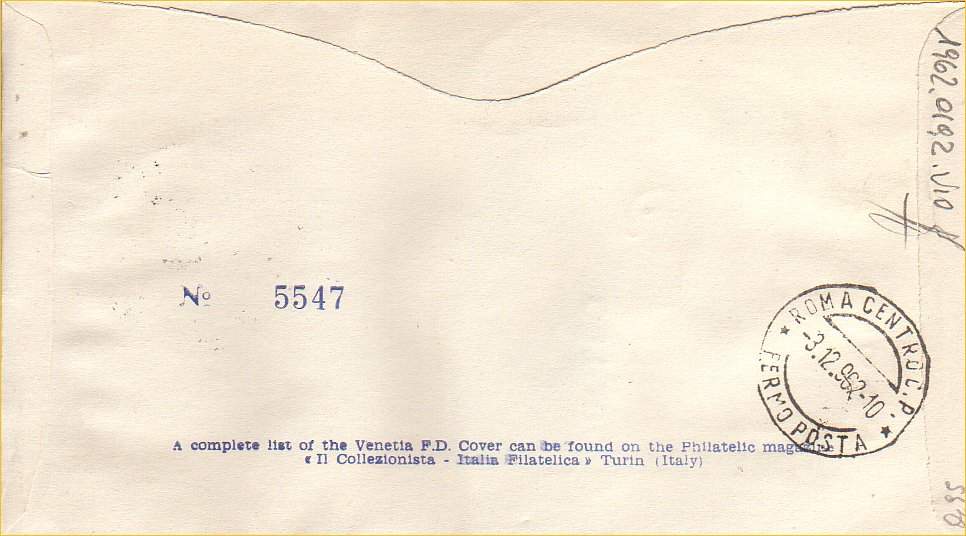 1962.0192.V10
Nº 5547
ROMA CENTRO C.P.
-3.12.962-10
FERMO POSTA
A complete list of the Venetia F.D. Cover can be found on the Philatelic magazine
« Il Collezionista - Italia Filatelica » Turin (Italy)